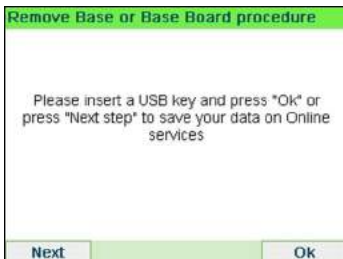 Remove Base or Base Board procedure
Please insert a USB key and press "Ok" or
press "Next step" to save your data on Online
services
Next
Ok